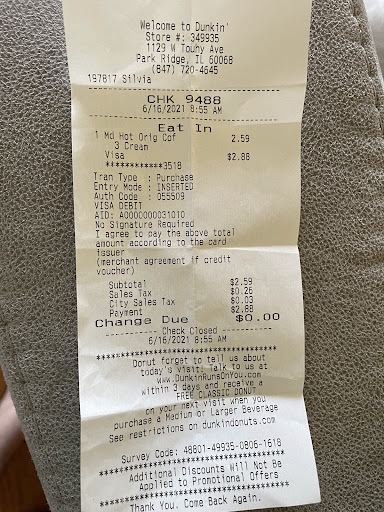 Welcome to Dunkin'
Store #: 349935
1129 W Touhy Ave
Park Ridge, IL 60068
(847) 720-4645
197817 Silvia
CHK 9488
6/16/2021 8:55 AM
Eat In
1 Md Hot Orig Cof 2.59
3 Cream
Visa $2.88
************3518
Tran Type : Purchase
Entry Mode : INSERTED
Auth Code : 055509
VISA DEBIT
AID: A0000000031010
No Signature Required
I agree to pay the above total
amount according to the card
issuer
(merchant agreement if credit
voucher)
Subtotal $2.59
Sales Tax $0.26
City Sales Tax $0.03
Payment $2.88
Change Due $0.00
---------- Check Closed ----------
6/16/2021 8:55 AM
**********************************
Donut forget to tell us about
today's visit! Talk to us at
www.DunkinRunsOnYou.com
within 3 days and receive a
FREE CLASSIC DONUT
on your next visit when you
purchase a Medium or Larger Beverage
See restrictions on dunkindonuts.com
Survey Code: 48801-49935-0806-1618
**********************************
Additional Discounts Will Not Be
Applied to Promotional Offers
**********************************
Thank You. Come Back Again.